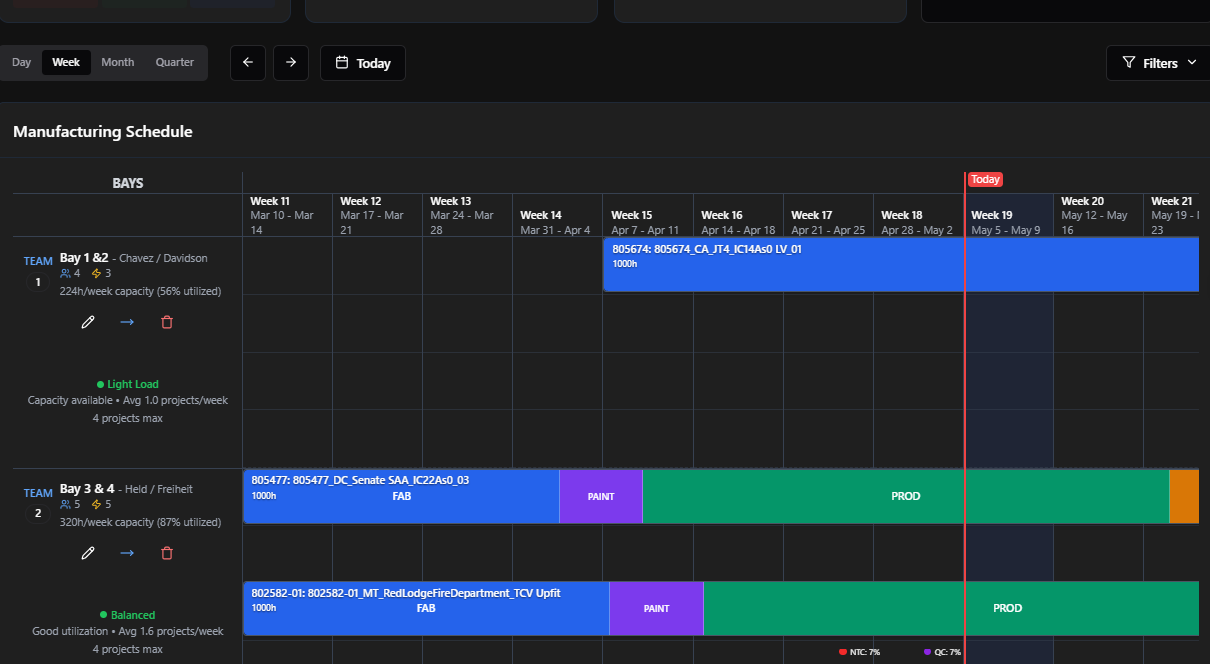 Day Week Month Quarter Today Filters
Manufacturing Schedule
BAYS
Today
Week 11 Week 12 Week 13 Week 14 Week 15 Week 16 Week 17 Week 18 Week 19 Week 20 Week 21
Mar 10 - Mar 14 Mar 17 - Mar 21 Mar 24 - Mar 28 Mar 31 - Apr 4 Apr 7 - Apr 11 Apr 14 - Apr 18 Apr 21 - Apr 25 Apr 28 - May 2 May 5 - May 9 May 12 - May 16 May 19 - 23
TEAM 1
Bay 1 &2 - Chavez / Davidson
4 3
224h/week capacity (56% utilized)
Light Load
Capacity available • Avg 1.0 projects/week
4 projects max
805674: 805674_CA_JT4_IC14As0 LV_01
1000h
TEAM 2
Bay 3 & 4 - Held / Freiheit
5 5
320h/week capacity (87% utilized)
Balanced
Good utilization • Avg 1.6 projects/week
4 projects max
805477: 805477_DC_Senate SAA_IC22As0_03
1000h FAB PAINT PROD
802582-01: 802582-01_MT_RedLodgeFireDepartment_TCV Upfit
1000h FAB PAINT PROD
NTC: 7% QC: 7%